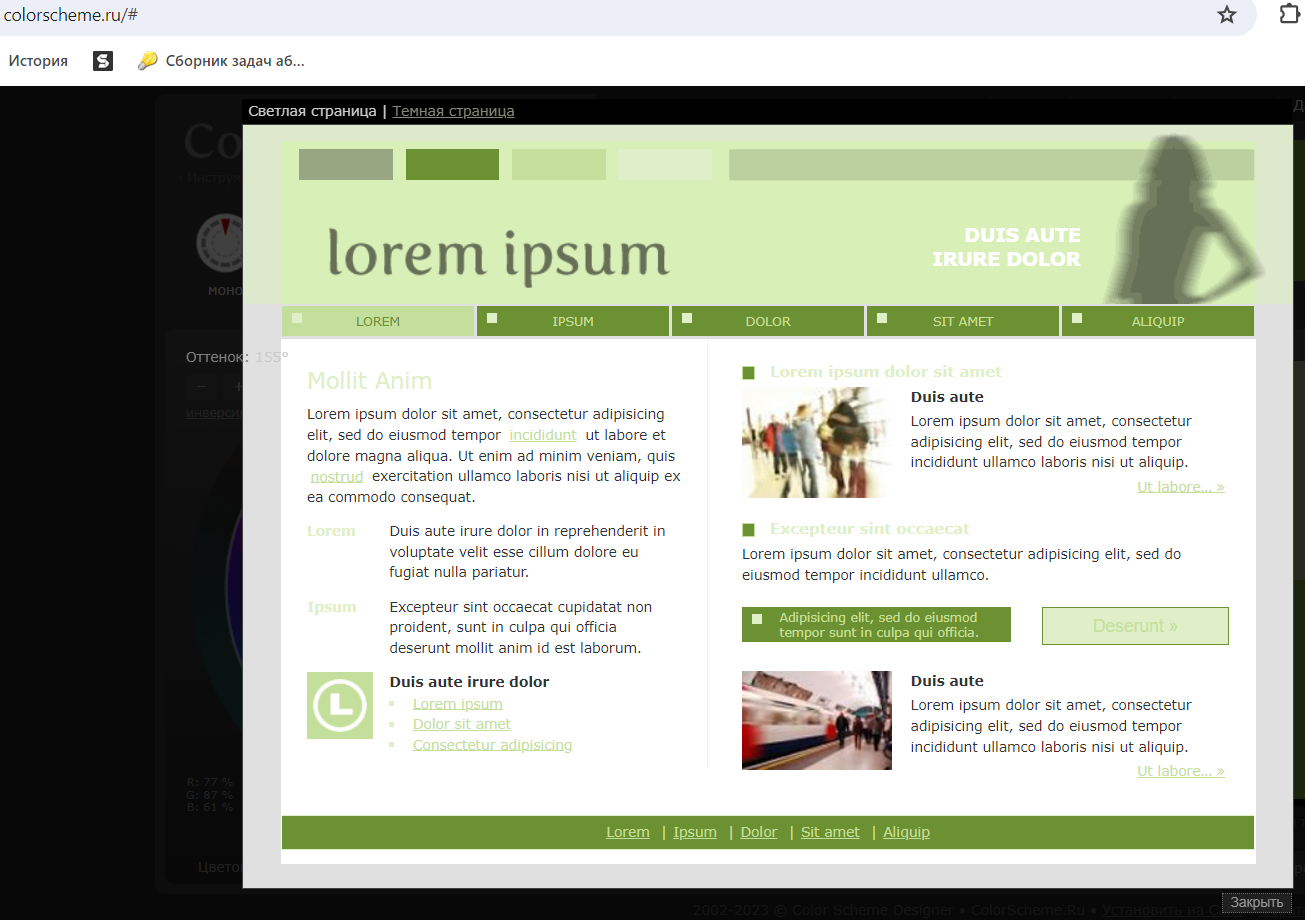 colorscheme.ru/#
История
S
Сборник задач аб...
Светлая страница | Темная страница
Co
Инструм
моно
Оттенок: 155°
− +
инверси
R: 77 %
G: 87 %
B: 61 %
Цвето
lorem ipsum
DUIS AUTE
IRURE DOLOR
LOREM IPSUM DOLOR SIT AMET ALIQUIP
Mollit Anim
Lorem ipsum dolor sit amet, consectetur adipisicing
elit, sed do eiusmod tempor incididunt ut labore et
dolore magna aliqua. Ut enim ad minim veniam, quis
nostrud exercitation ullamco laboris nisi ut aliquip ex
ea commodo consequat.
Lorem
Duis aute irure dolor in reprehenderit in
voluptate velit esse cillum dolore eu
fugiat nulla pariatur.
Ipsum
Excepteur sint occaecat cupidatat non
proident, sunt in culpa qui officia
deserunt mollit anim id est laborum.
L
Duis aute irure dolor
Lorem ipsum
Dolor sit amet
Consectetur adipisicing
Lorem ipsum dolor sit amet
Duis aute
Lorem ipsum dolor sit amet, consectetur
adipisicing elit, sed do eiusmod tempor
incididunt ullamco laboris nisi ut aliquip.
Ut labore... »
Excepteur sint occaecat
Lorem ipsum dolor sit amet, consectetur adipisicing elit, sed do
eiusmod tempor incididunt ullamco.
Adipisicing elit, sed do eiusmod
tempor sunt in culpa qui officia.
Deserunt »
Duis aute
Lorem ipsum dolor sit amet, consectetur
adipisicing elit, sed do eiusmod tempor
incididunt ullamco laboris nisi ut aliquip.
Ut labore... »
Lorem | Ipsum | Dolor | Sit amet | Aliquip
Закрыть
2002-2023 © Color Scheme Designer • ColorScheme.Ru • Установить на С